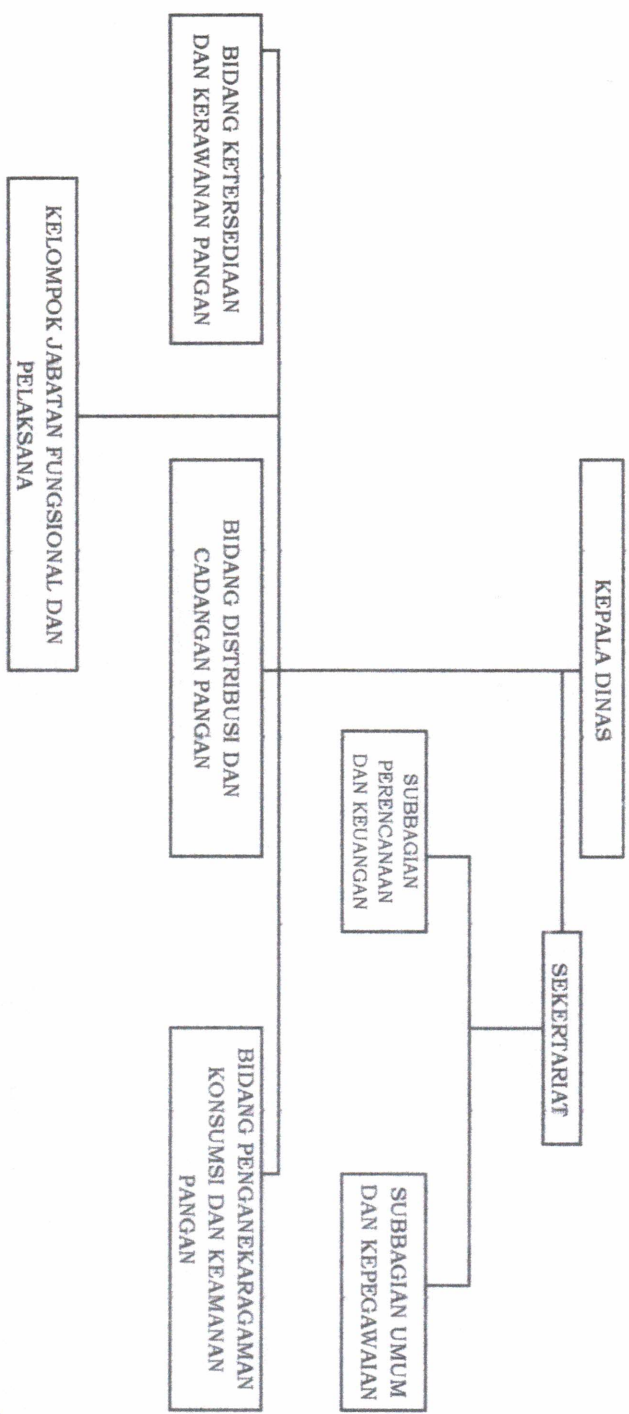 KEPALA DINAS
SEKERTARIAT
SUBBAGIAN
PERENCANAAN
DAN KEUANGAN
SUBBAGIAN UMUM
DAN KEPEGAWAIAN
BIDANG KETERSEDIAAN
DAN KERAWANAN PANGAN
BIDANG DISTRIBUSI DAN
CADANGAN PANGAN
BIDANG PENGANEKARAGAMAN
KONSUMSI DAN KEAMANAN
PANGAN
KELOMPOK JABATAN FUNGSIONAL DAN
PELAKSANA